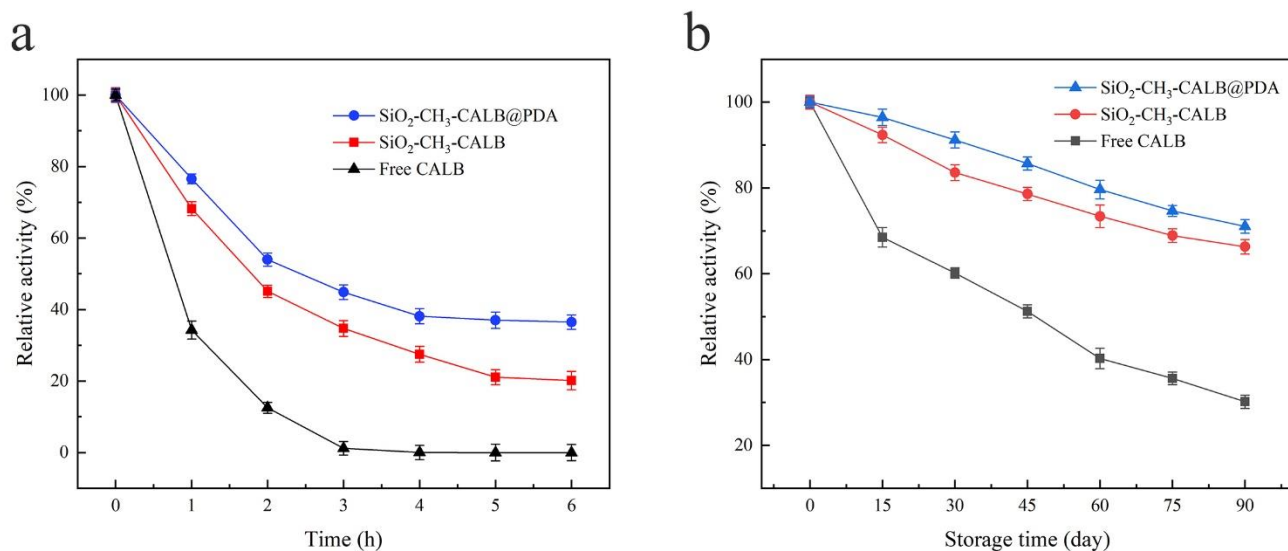 a
100
80
60
40
20
0
Relative activity (%)
SiO₂-CH₃-CALB@PDA
SiO₂-CH₃-CALB
Free CALB
0 1 2 3 4 5 6
Time (h)
b
100
80
60
40
20
Relative activity (%)
SiO₂-CH₃-CALB@PDA
SiO₂-CH₃-CALB
Free CALB
0 15 30 45 60 75 90
Storage time (day)